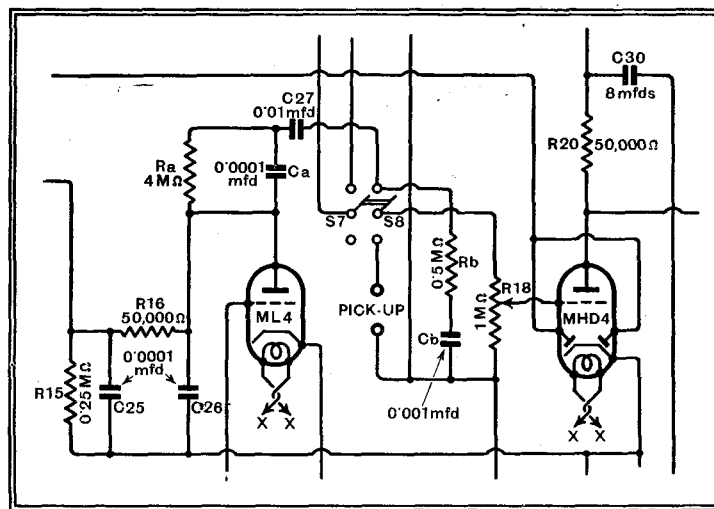 C30
8 mfds
C27
0·01mfd
R20
50,000Ω
Ra
4MΩ
0·0001
mfd
Ca
S7
S8
Rb
0·5MΩ
R18
1MΩ
ML4
MHD4
R16
50,000Ω
PICK-UP
Cb
0·0001
mfd
R15
0·25MΩ
C25
C26
0·001mfd
X
X
X
X